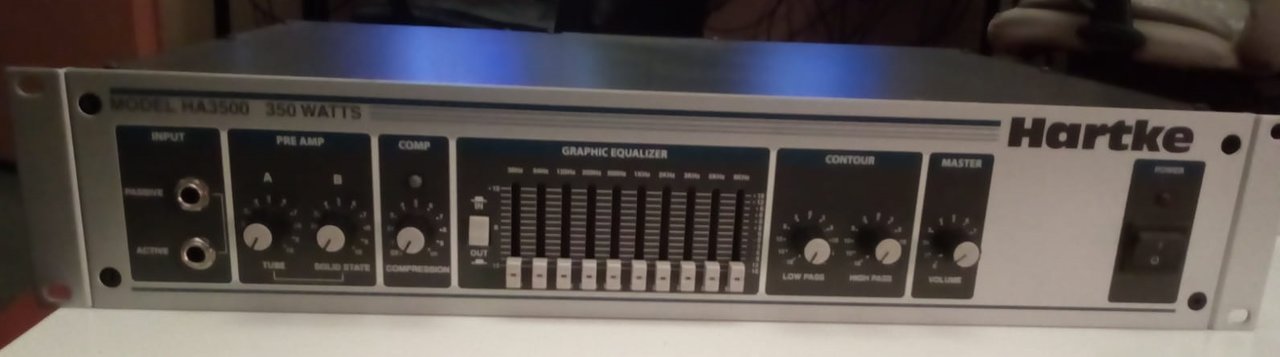 MODEL HA3500 350 WATTS
Hartke
INPUT
PASSIVE
ACTIVE
PRE AMP
A B
TUBE SOLID STATE
COMP
COMPRESSION
GRAPHIC EQUALIZER
OUT
CONTOUR
LOW PASS HIGH PASS
MASTER
VOLUME
POWER